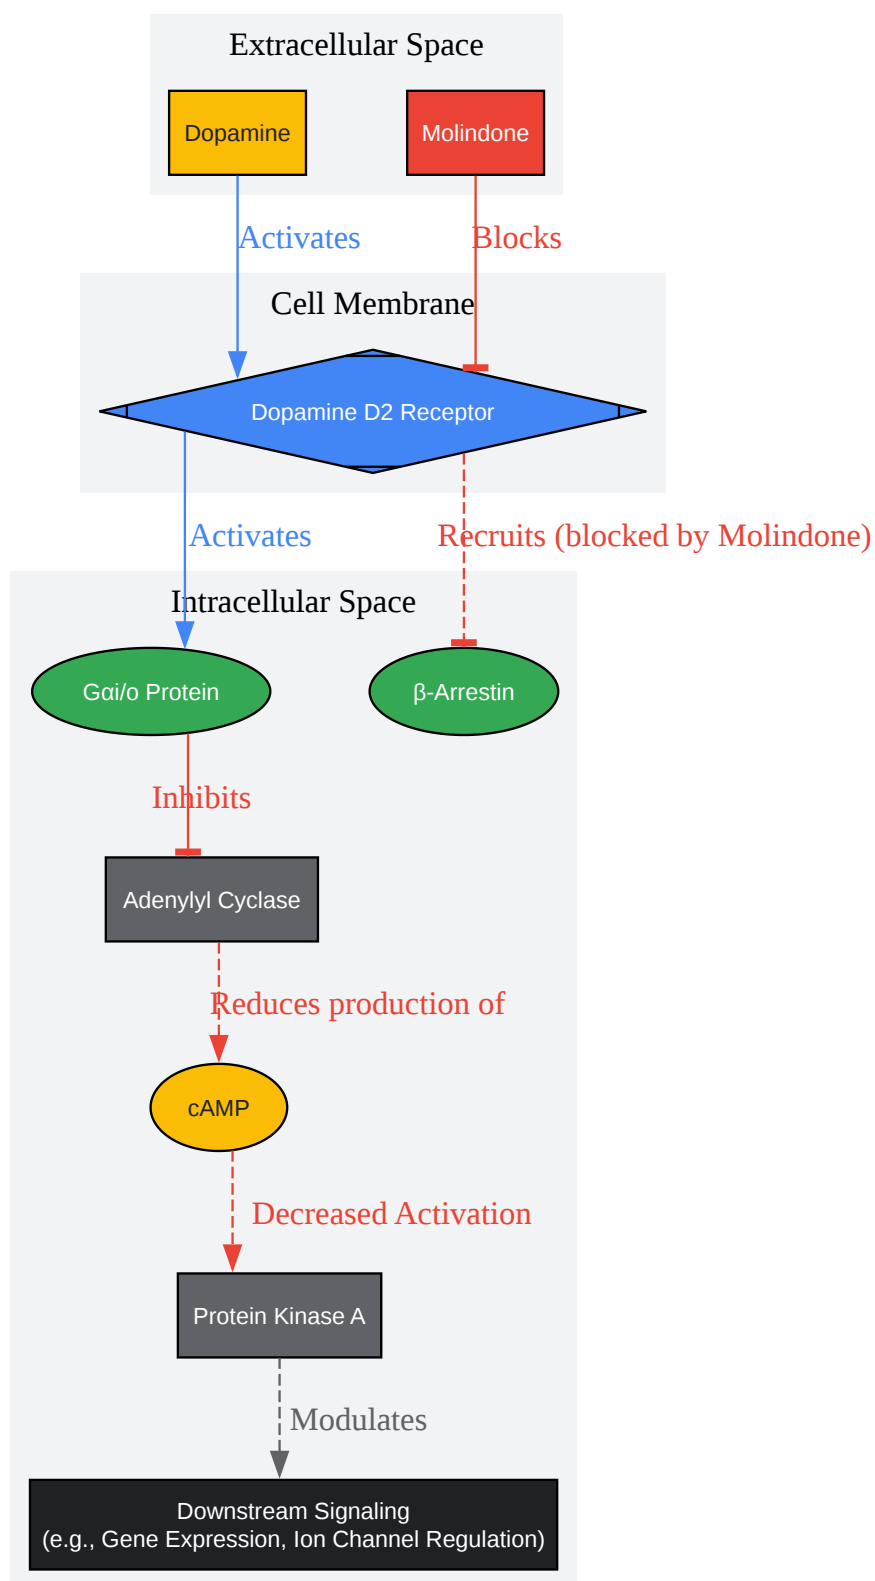 Extracellular Space
Dopamine
Molindone
Activates
Blocks
Cell Membrane
Dopamine D2 Receptor
Activates
Recruits (blocked by Molindone)
Intracellular Space
Gαi/o Protein
β-Arrestin
Inhibits
Adenylyl Cyclase
Reduces production of
cAMP
Decreased Activation
Protein Kinase A
Modulates
Downstream Signaling
(e.g., Gene Expression, Ion Channel Regulation)